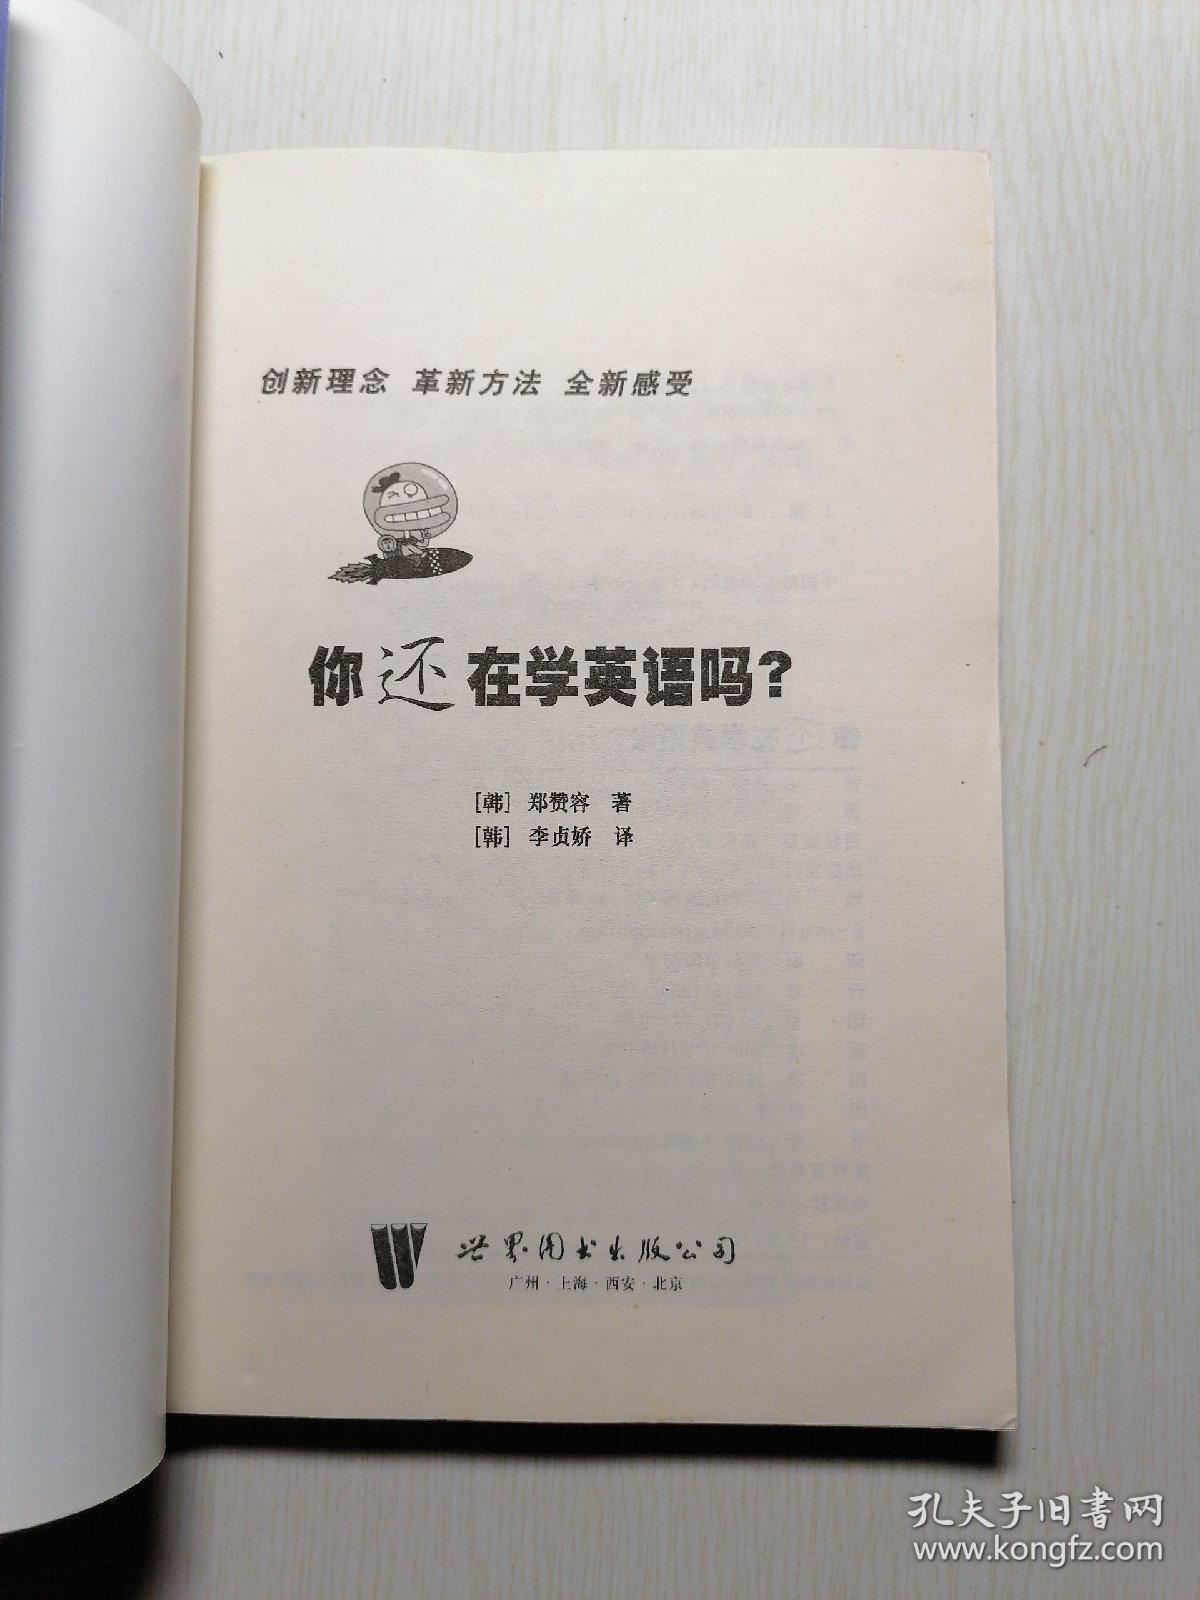 创新理念 革新方法 全新感受
你还在学英语吗?
[韩] 郑赞容 著
[韩] 李贞娇 译
世界图书出版公司
广州·上海·西安·北京
孔夫子旧书网
www.kongfz.com